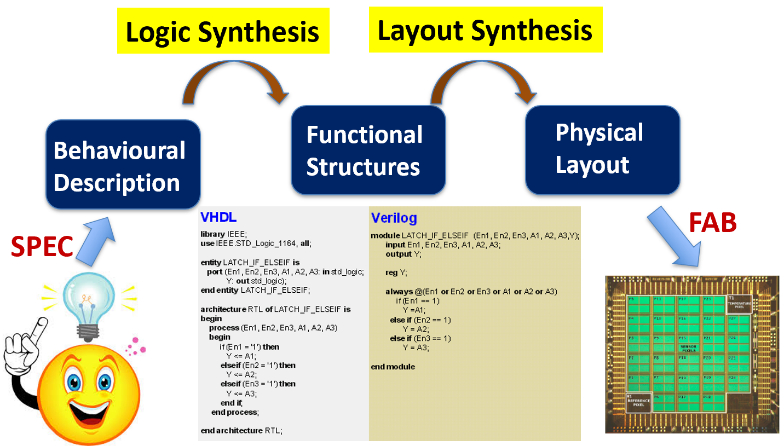 Logic Synthesis
Layout Synthesis
Behavioural
Description
Functional
Structures
Physical
Layout
SPEC
FAB
VHDL
library IEEE;
use IEEE.STD_Logic_1164, all;
entity LATCH_IF_ELSEIF is
port (En1, En2, En3, A1, A2, A3: in std_logic;
Y: out std_logic);
end entity LATCH_IF_ELSEIF;
architecture RTL of LATCH_IF_ELSEIF is
begin
process (En1, En2, En3, A1, A2, A3)
begin
if (En1 = '1') then
Y <= A1;
elseif (En2 = '1') then
Y <= A2;
elseif (En3 = '1') then
Y <= A3;
end if;
end process;
end architecture RTL;
Verilog
module LATCH_IF_ELSEIF (En1, En2, En3, A1, A2, A3,Y);
input En1, En2, En3, A1, A2, A3;
output Y;
reg Y;
always @(En1 or En2 or En3 or A1 or A2 or A3)
if (En1 == 1)
Y =A1;
else if (En2 == 1)
Y = A2;
else if (En3 == 1)
Y = A3;
end module